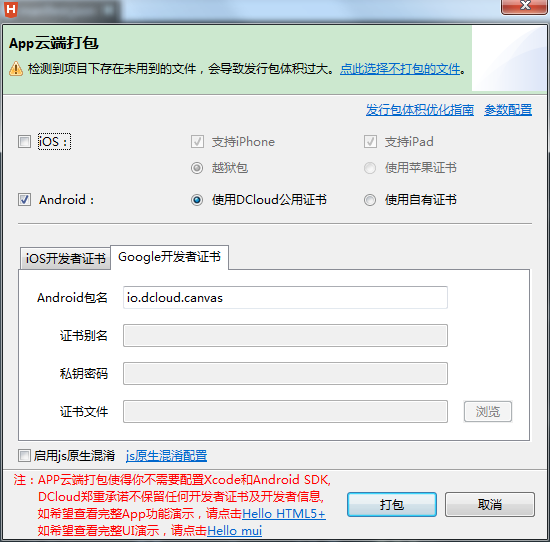 App云端打包
检测到项目下存在未用到的文件，会导致发行包体积过大。点此选择不打包的文件。
发行包体积优化指南 参数配置
iOS： 支持iPhone 支持iPad
越狱包 使用苹果证书
Android： 使用DCloud公用证书 使用自有证书
iOS开发者证书 Google开发者证书
Android包名 io.dcloud.canvas
证书别名
私钥密码
证书文件 浏览
启用js原生混淆 js原生混淆配置
注：APP云端打包使得你不需要配置Xcode和Android SDK,
DCloud郑重承诺不保留任何开发者证书及开发者信息,
如希望查看完整App功能演示，请点击Hello HTML5+
如希望查看完整UI演示，请点击Hello mui
打包 取消